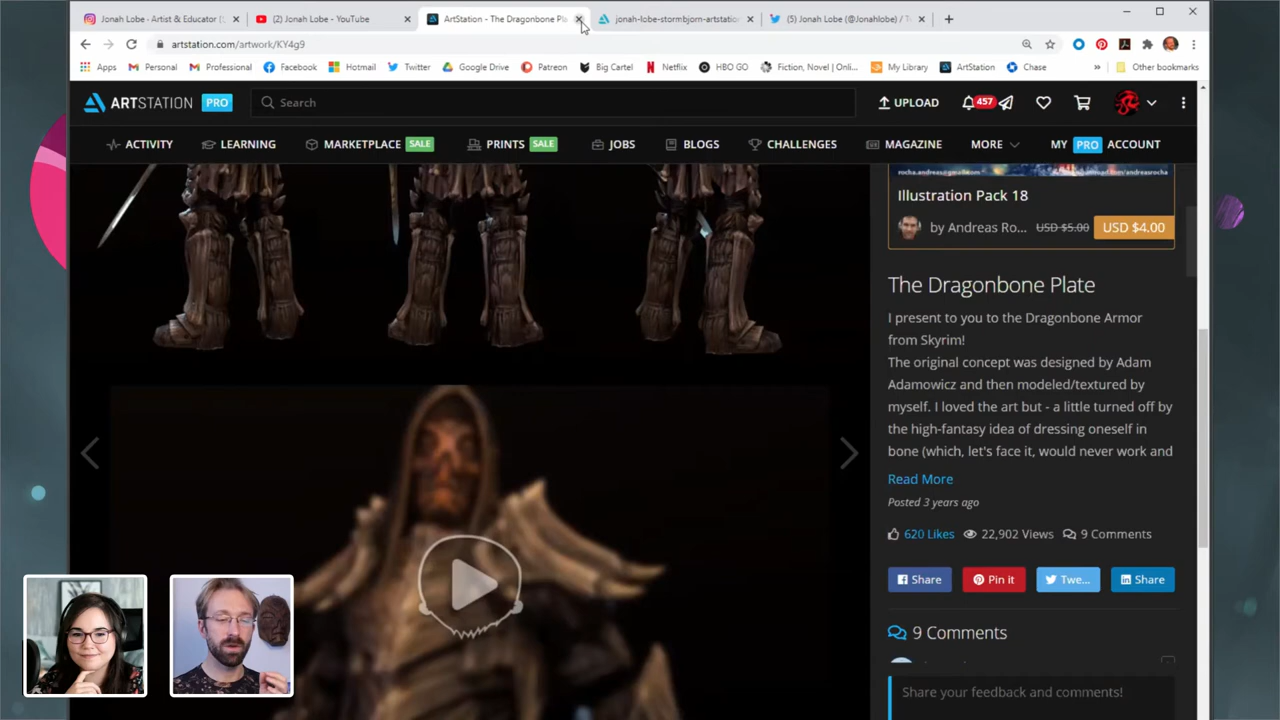 Jonah Lobe - Artist & Educator (
(2) Jonah Lobe - YouTube
ArtStation - The Dragonbone Pla
jonah-lobe-stormbjorn-artstatio
(5) Jonah Lobe (@Jonahlobe) / T
artstation.com/artwork/KY4g9
Apps
Personal
Professional
Facebook
Hotmail
Twitter
Google Drive
Patreon
Big Cartel
Netflix
HBO GO
Fiction, Novel | Onli...
My Library
ArtStation
Chase
»
Other bookmarks
ARTSTATION PRO
Search
UPLOAD
457
ACTIVITY
LEARNING
MARKETPLACE SALE
PRINTS SALE
JOBS
BLOGS
CHALLENGES
MAGAZINE
MORE
MY PRO ACCOUNT
Illustration Pack 18
by Andreas Ro... USD $5.00 USD $4.00
The Dragonbone Plate
I present to you to the Dragonbone Armor
from Skyrim!
The original concept was designed by Adam
Adamowicz and then modeled/textured by
myself. I loved the art but - a little turned off by
the high-fantasy idea of dressing oneself in
bone (which, let's face it, would never work and
Read More
Posted 3 years ago
620 Likes 22,902 Views 9 Comments
Share
Pin it
Twe...
Share
9 Comments
Share your feedback and comments!